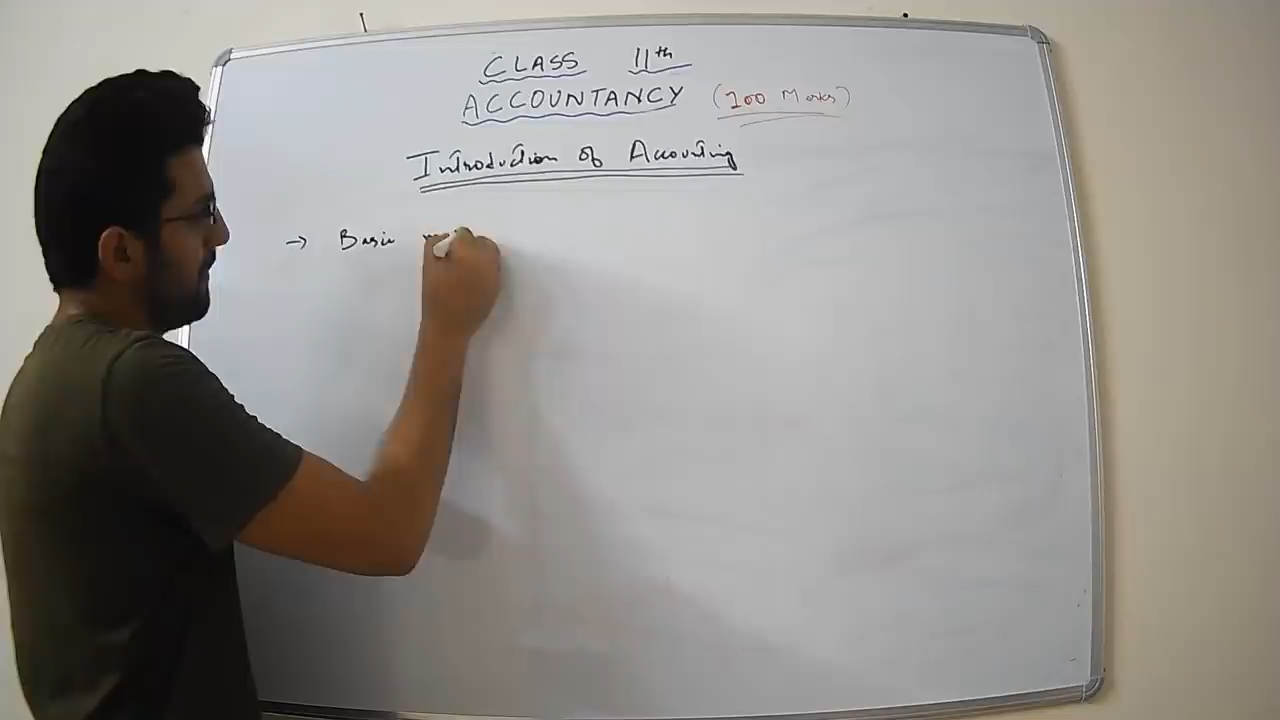 CLASS 11th
ACCOUNTANCY (100 Marks)
Introduction of Accounting
→ Basic